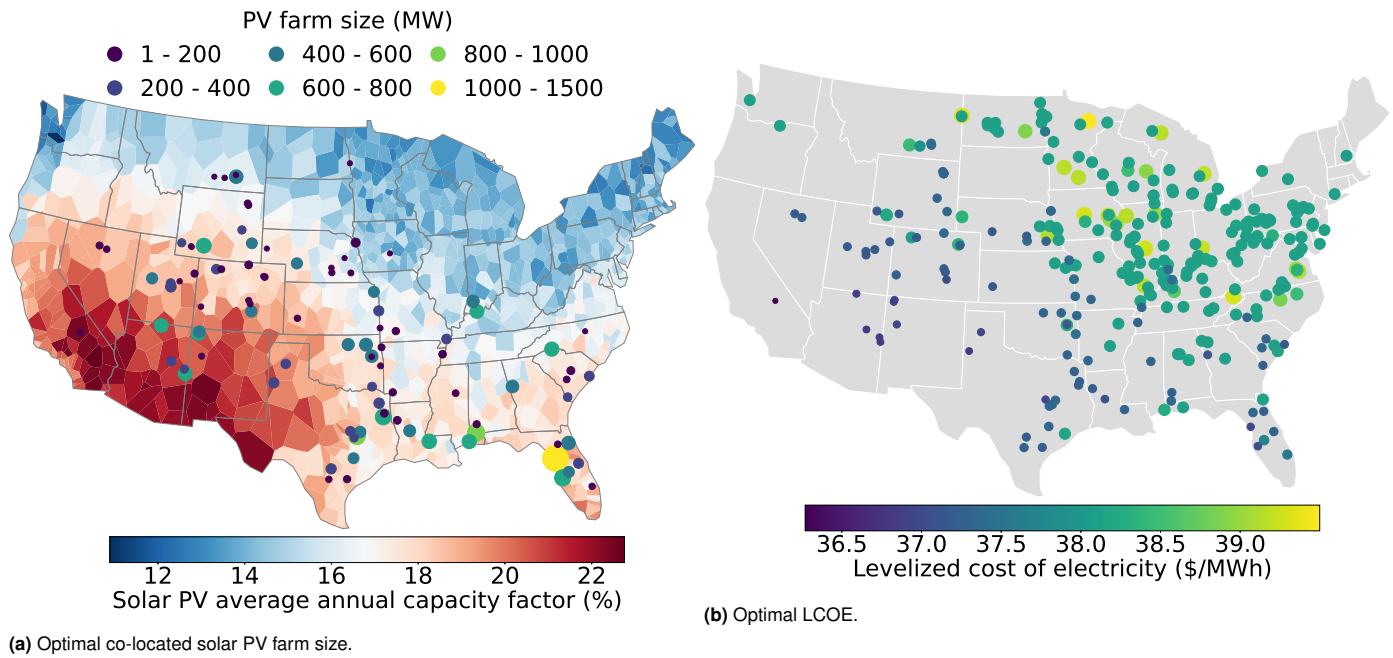 PV farm size (MW)
1 - 200
400 - 600
800 - 1000
200 - 400
600 - 800
1000 - 1500
12 14 16 18 20 22
Solar PV average annual capacity factor (%)
(a) Optimal co-located solar PV farm size.
36.5 37.0 37.5 38.0 38.5 39.0
Levelized cost of electricity ($/MWh)
(b) Optimal LCOE.